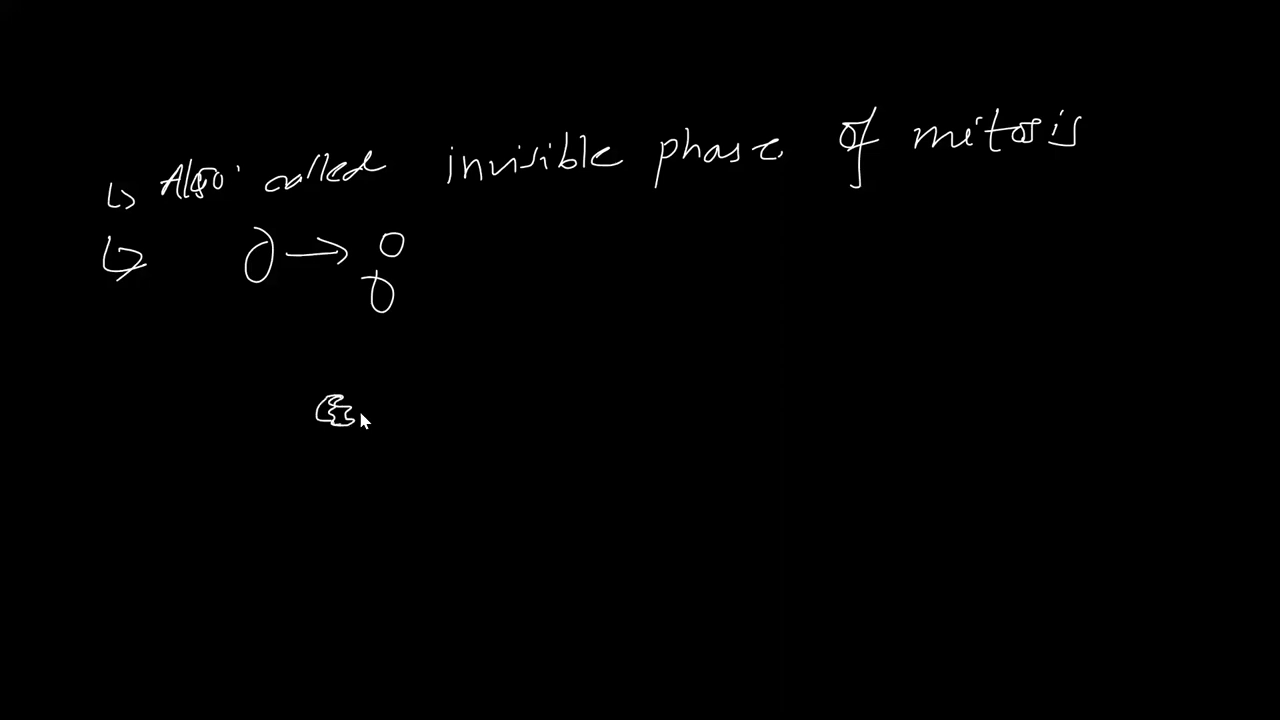 ↳ Also called invisible phase of mitosis